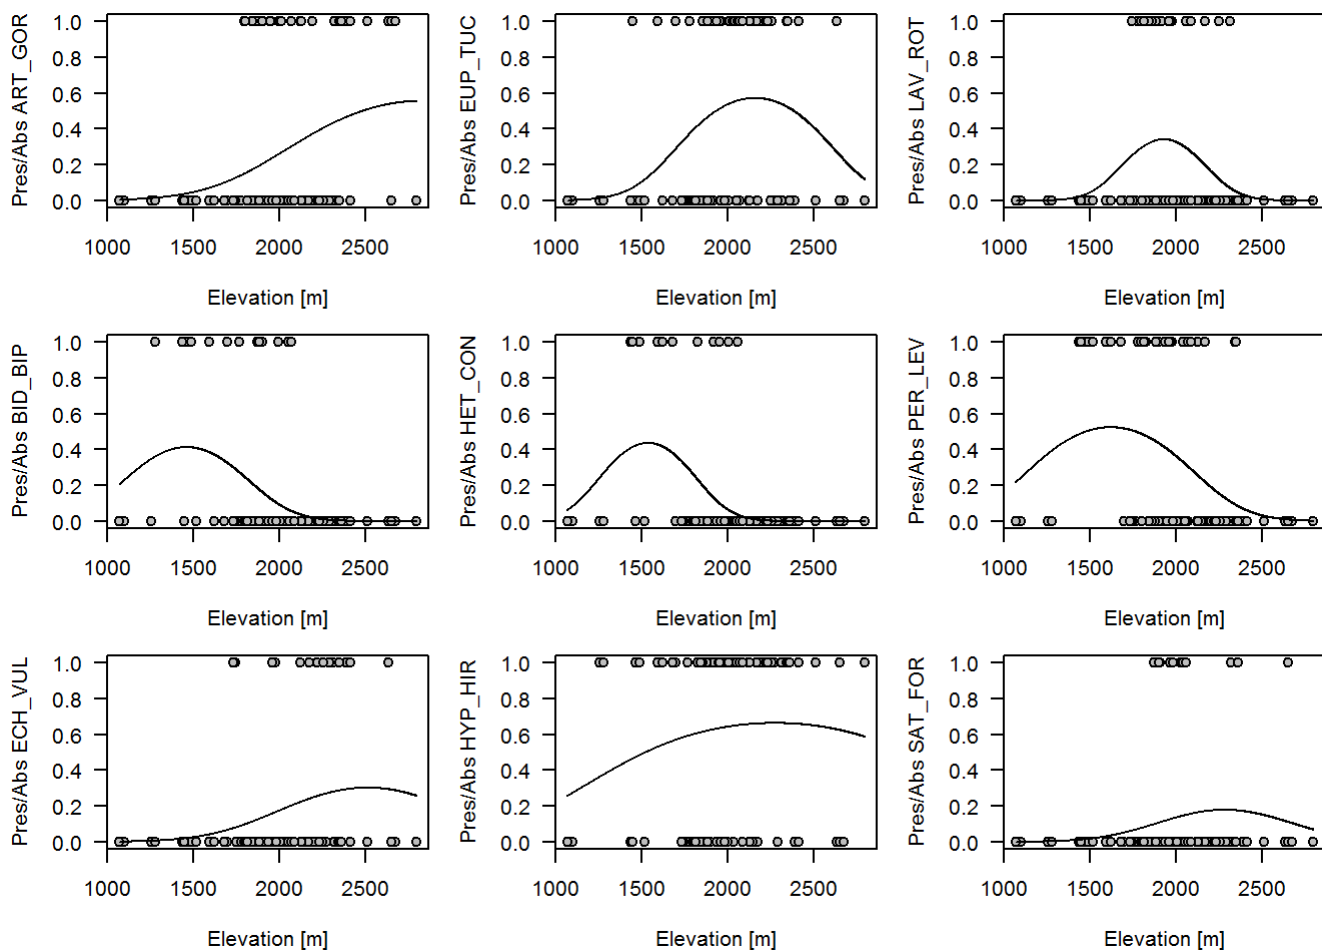 Pres/Abs ART_GOR
1.0
0.8
0.6
0.4
0.2
0.0
1000 1500 2000 2500
Elevation [m]
Pres/Abs EUP_TUC
1.0
0.8
0.6
0.4
0.2
0.0
1000 1500 2000 2500
Elevation [m]
Pres/Abs LAV_ROT
1.0
0.8
0.6
0.4
0.2
0.0
1000 1500 2000 2500
Elevation [m]
Pres/Abs BID_BIP
1.0
0.8
0.6
0.4
0.2
0.0
1000 1500 2000 2500
Elevation [m]
Pres/Abs HET_CON
1.0
0.8
0.6
0.4
0.2
0.0
1000 1500 2000 2500
Elevation [m]
Pres/Abs PER_LEV
1.0
0.8
0.6
0.4
0.2
0.0
1000 1500 2000 2500
Elevation [m]
Pres/Abs ECH_VUL
1.0
0.8
0.6
0.4
0.2
0.0
1000 1500 2000 2500
Elevation [m]
Pres/Abs HYP_HIR
1.0
0.8
0.6
0.4
0.2
0.0
1000 1500 2000 2500
Elevation [m]
Pres/Abs SAT_FOR
1.0
0.8
0.6
0.4
0.2
0.0
1000 1500 2000 2500
Elevation [m]